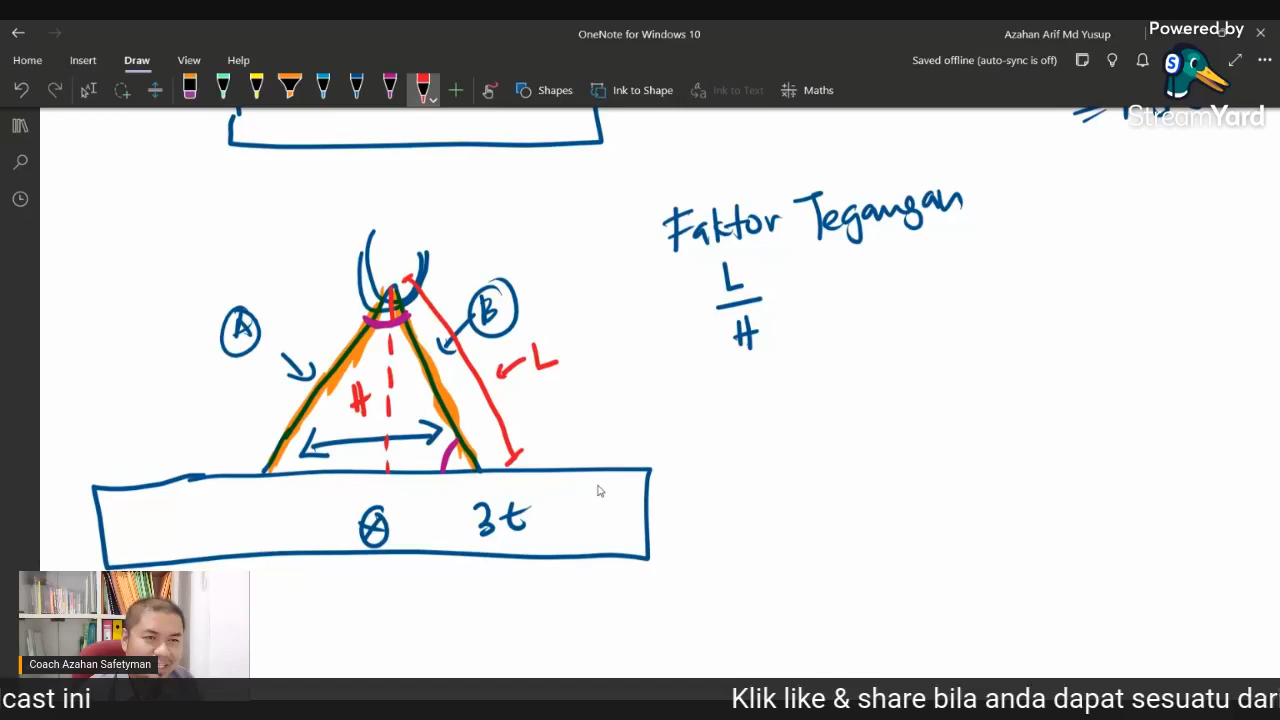 OneNote for Windows 10
Azahan Arif Md Yusup
Powered by
StreamYard
Home Insert Draw View Help
Saved offline (auto-sync is off)
Shapes Ink to Shape Ink to Text Maths
Faktor Tegangan
L
H
A
B
L
H
3t
Coach Azahan Safetyman
cast ini
Klik like & share bila anda dapat sesuatu dar